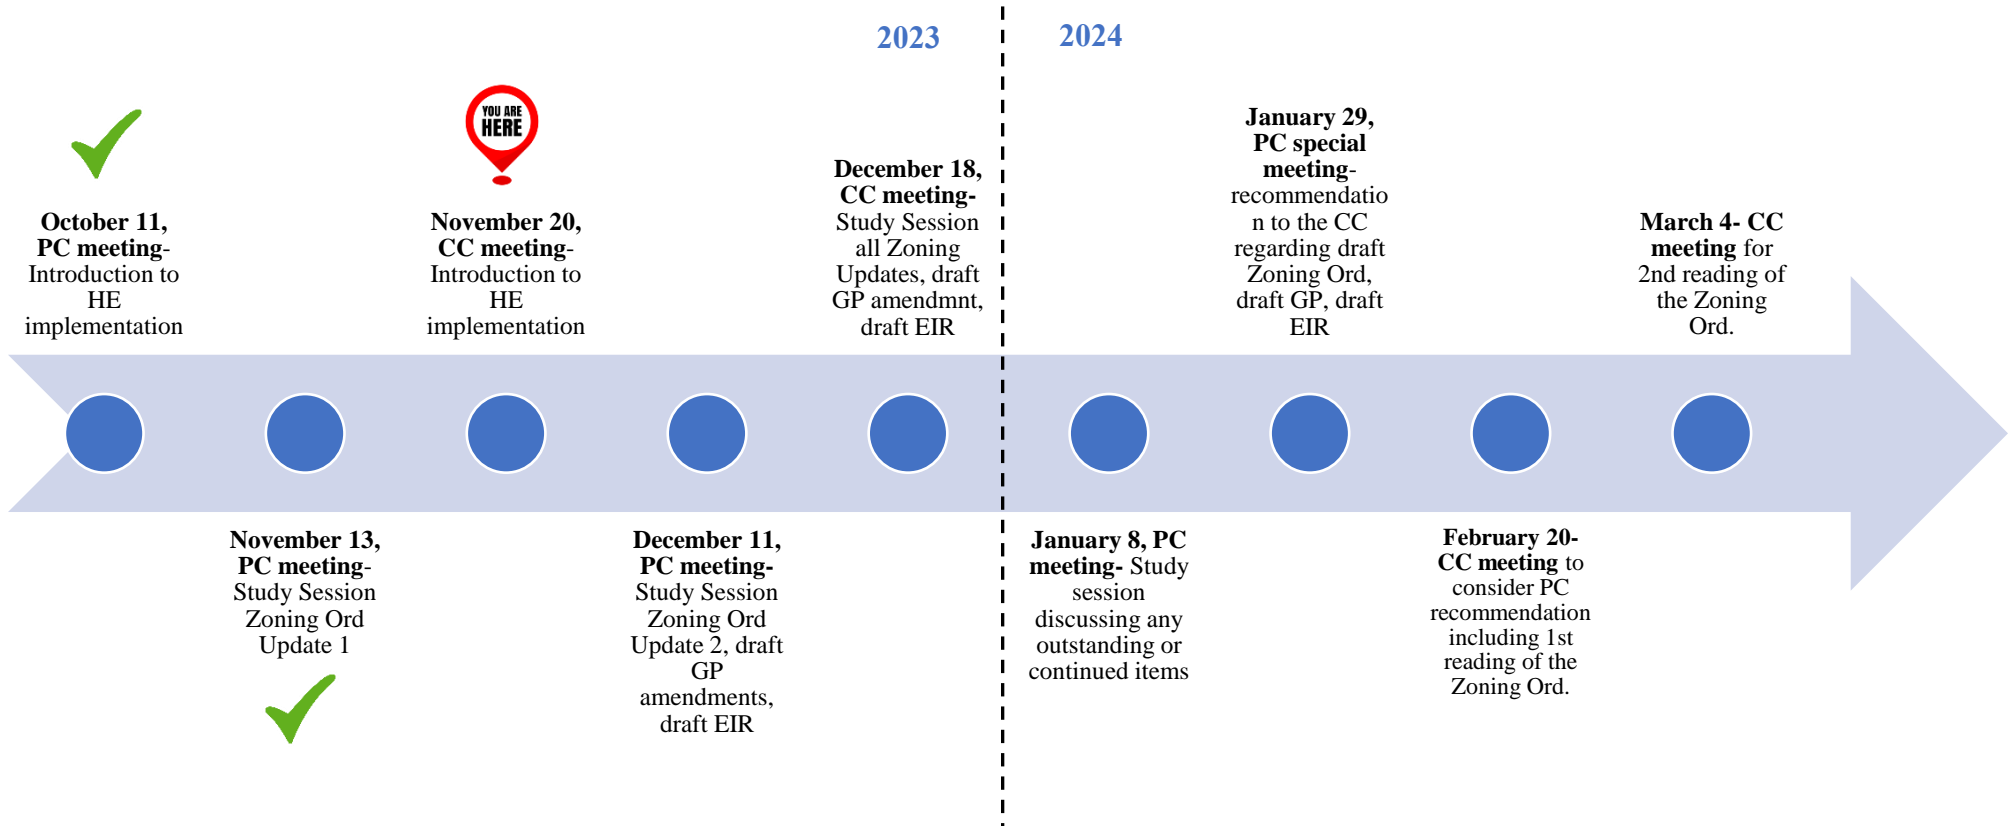 2023
2024
YOU ARE
HERE
October 11,
PC meeting-
Introduction to
HE
implementation
November 20,
CC meeting-
Introduction to
HE
implementation
December 18,
CC meeting-
Study Session
all Zoning
Updates, draft
GP amendmnt,
draft EIR
January 29,
PC special
meeting-
recommendatio
n to the CC
regarding draft
Zoning Ord,
draft GP, draft
EIR
March 4- CC
meeting for
2nd reading of
the Zoning
Ord.
November 13,
PC meeting-
Study Session
Zoning Ord
Update 1
December 11,
PC meeting-
Study Session
Zoning Ord
Update 2, draft
GP
amendments,
draft EIR
January 8, PC
meeting- Study
session
discussing any
outstanding or
continued items
February 20-
CC meeting to
consider PC
recommendation
including 1st
reading of the
Zoning Ord.